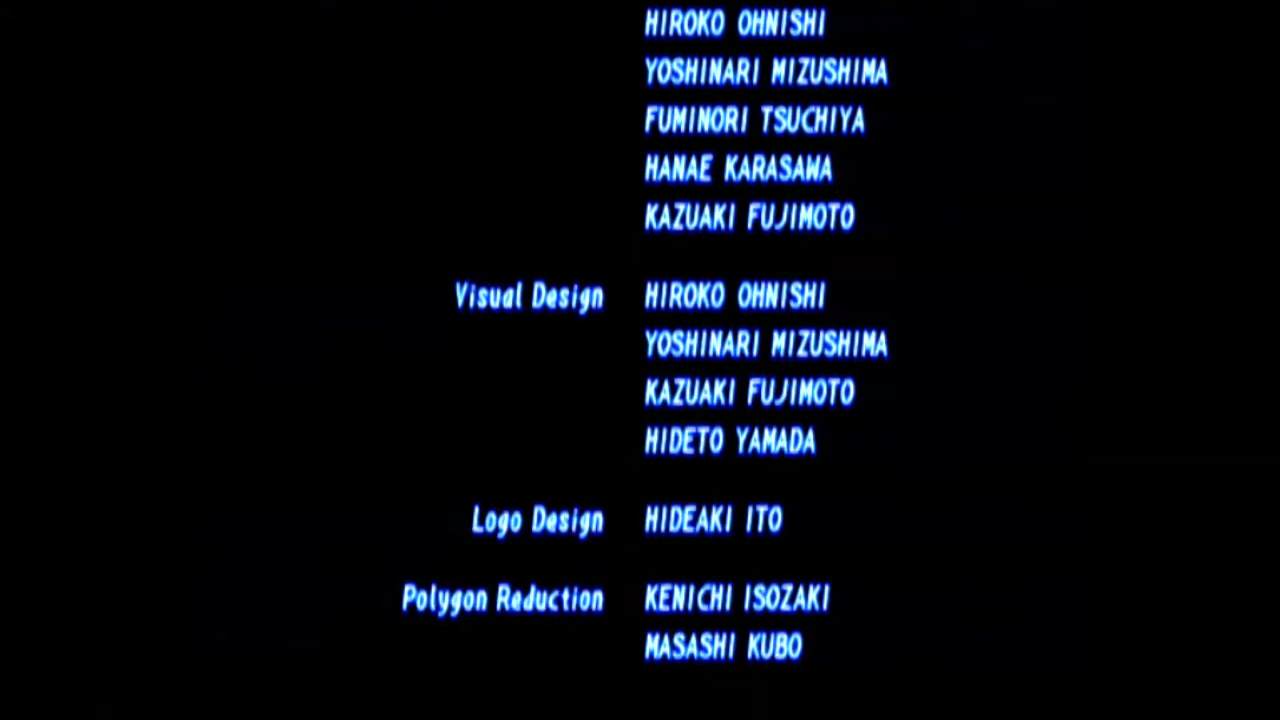 HIROKO OHNISHI
YOSHINARI MIZUSHIMA
FUMINORI TSUCHIYA
HANAE KARASAWA
KAZUAKI FUJIMOTO
Visual Design HIROKO OHNISHI
YOSHINARI MIZUSHIMA
KAZUAKI FUJIMOTO
HIDETO YAMADA
Logo Design HIDEAKI ITO
Polygon Reduction KENICHI ISOZAKI
MASASHI KUBO